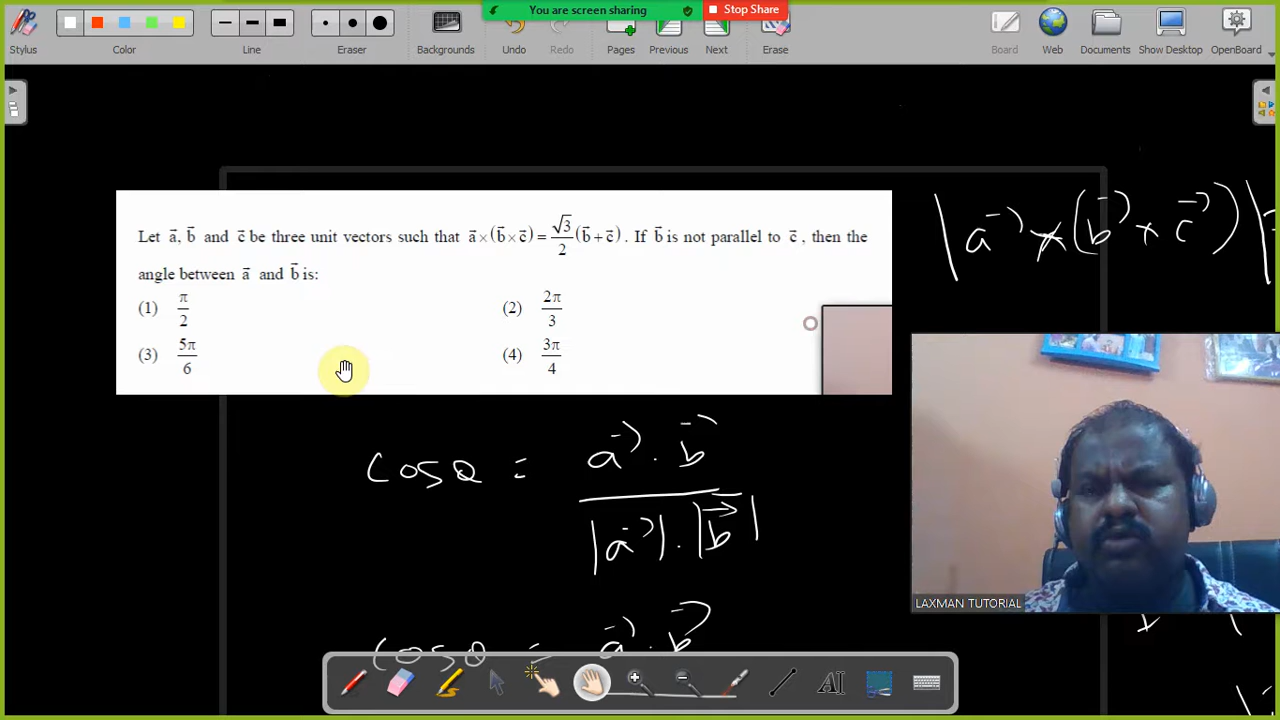 You are screen sharing Stop Share
Stylus Color Line Eraser Backgrounds Undo Redo Pages Previous Next Erase Board Web Documents Show Desktop OpenBoard
Let a⃗, b⃗ and c⃗ be three unit vectors such that a⃗×(b⃗×c⃗) = √3/2 (b⃗+c⃗). If b⃗ is not parallel to c⃗, then the
angle between a⃗ and b⃗ is:
(1) π/2 (2) 2π/3
(3) 5π/6 (4) 3π/4
|a⃗ × (b⃗ × c⃗)| =
cosθ = a⃗ . b⃗ / |a⃗| . |b⃗|
cosθ = a⃗ . b⃗
LAXMAN TUTORIAL
AI